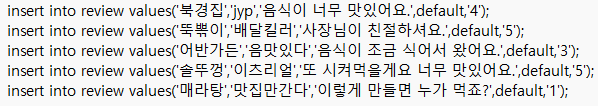 insert into review values('북경집','jyp','음식이 너무 맛있어요.',default,'4');
insert into review values('뚝뿎이','배달킬러','사장님이 친절하셔요.',default,'5');
insert into review values('어반가든','음맛있다','음식이 조금 식어서 왔어요.',default,'3');
insert into review values('솔뚜껑','이츠리얼','또 시켜먹을게요 너무 맛있어요.',default,'5');
insert into review values('매라탕','맛집만간다','이렇게 만들면 누가 먹죠?',default,'1');